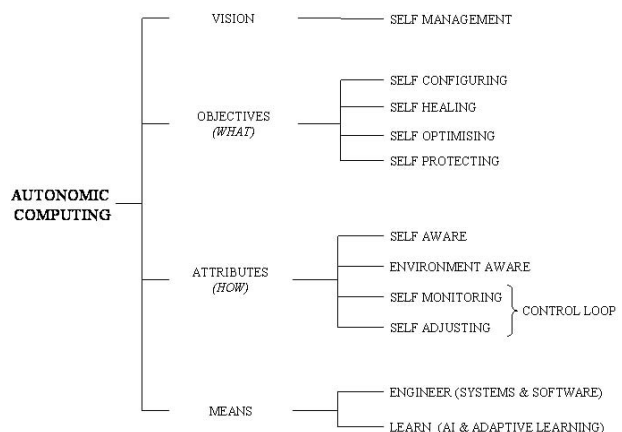 VISION
SELF MANAGEMENT
OBJECTIVES
(WHAT)
SELF CONFIGURING
SELF HEALING
SELF OPTIMISING
SELF PROTECTING
AUTONOMIC
COMPUTING
ATTRIBUTES
(HOW)
SELF AWARE
ENVIRONMENT AWARE
SELF MONITORING
SELF ADJUSTING
CONTROL LOOP
MEANS
ENGINEER (SYSTEMS & SOFTWARE)
LEARN (AI & ADAPTIVE LEARNING)